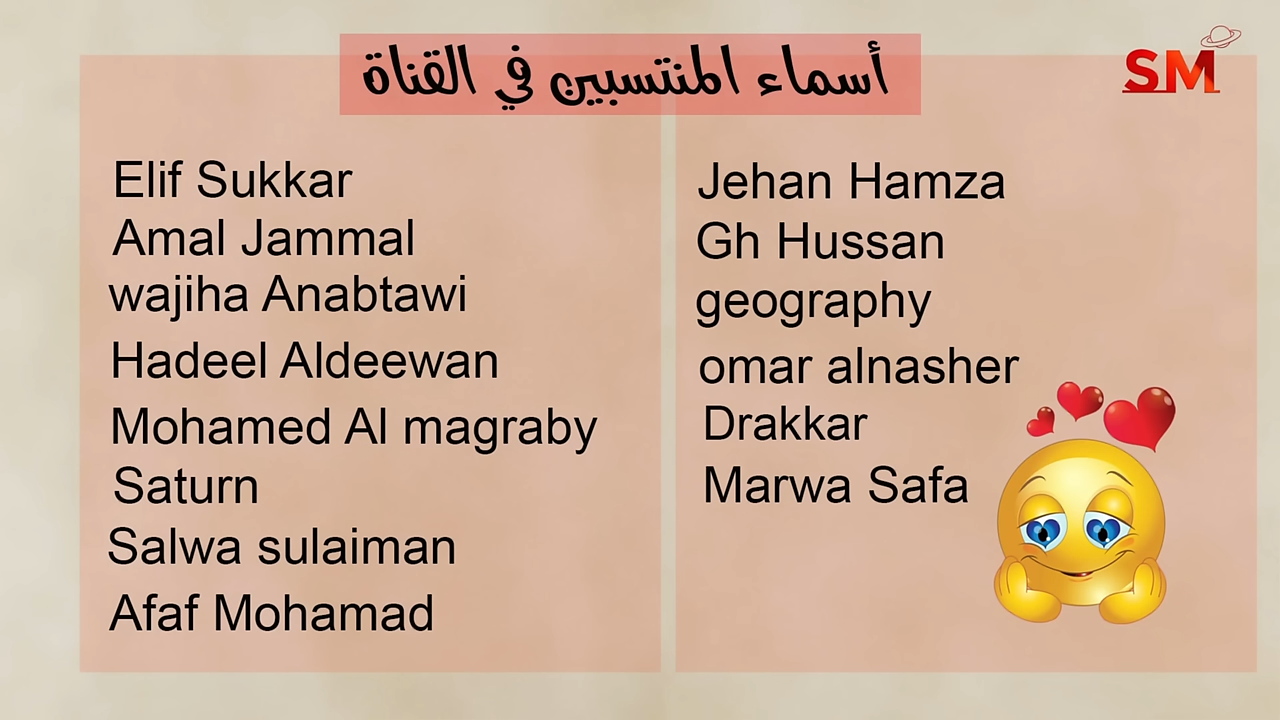 أسماء المنتسبين في القناة
SM
Elif Sukkar
Amal Jammal
wajiha Anabtawi
Hadeel Aldeewan
Mohamed Al magraby
Saturn
Salwa sulaiman
Afaf Mohamad
Jehan Hamza
Gh Hussan
geography
omar alnasher
Drakkar
Marwa Safa